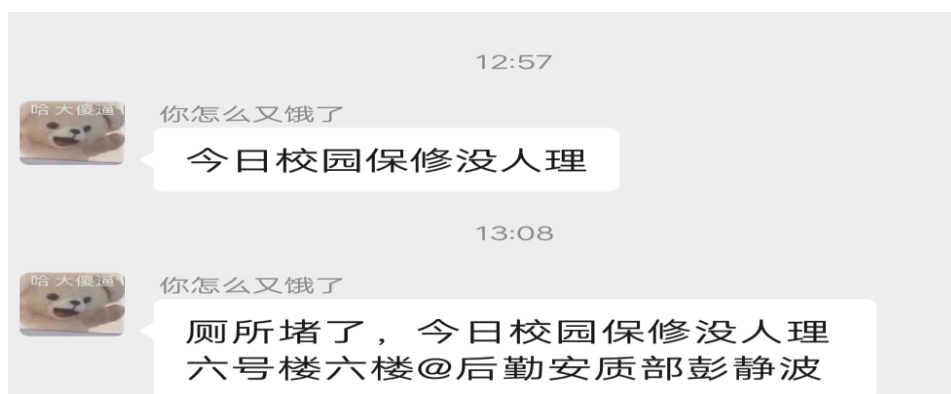 12:57
哈 大傻逼
你怎么又饿了
今日校园保修没人理
13:08
哈 大傻逼
你怎么又饿了
厕所堵了，今日校园保修没人理
六号楼六楼@后勤安质部彭静波